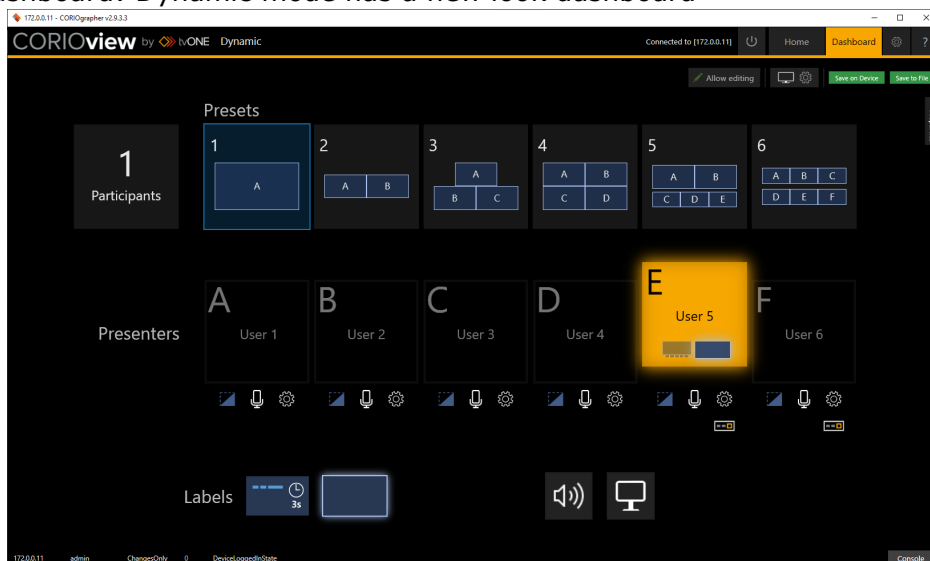 ashboard. Dynamic mode has a new look dashboard
172.0.0.11 - CORIOgrapher v2.9.3.3
CORIOview by tvONE Dynamic
Connected to [172.0.0.11] Home Dashboard ?
Allow editing Save on Device Save to File
Presets
1 Participants
1 A
2 A B
3 A B C
4 A B C D
5 A B C D E
6 A B C D E F
Presenters
A User 1
B User 2
C User 3
D User 4
E User 5
F User 6
Labels 3s
172.0.0.11 admin ChangesOnly 0 DeviceLoggedInState Console